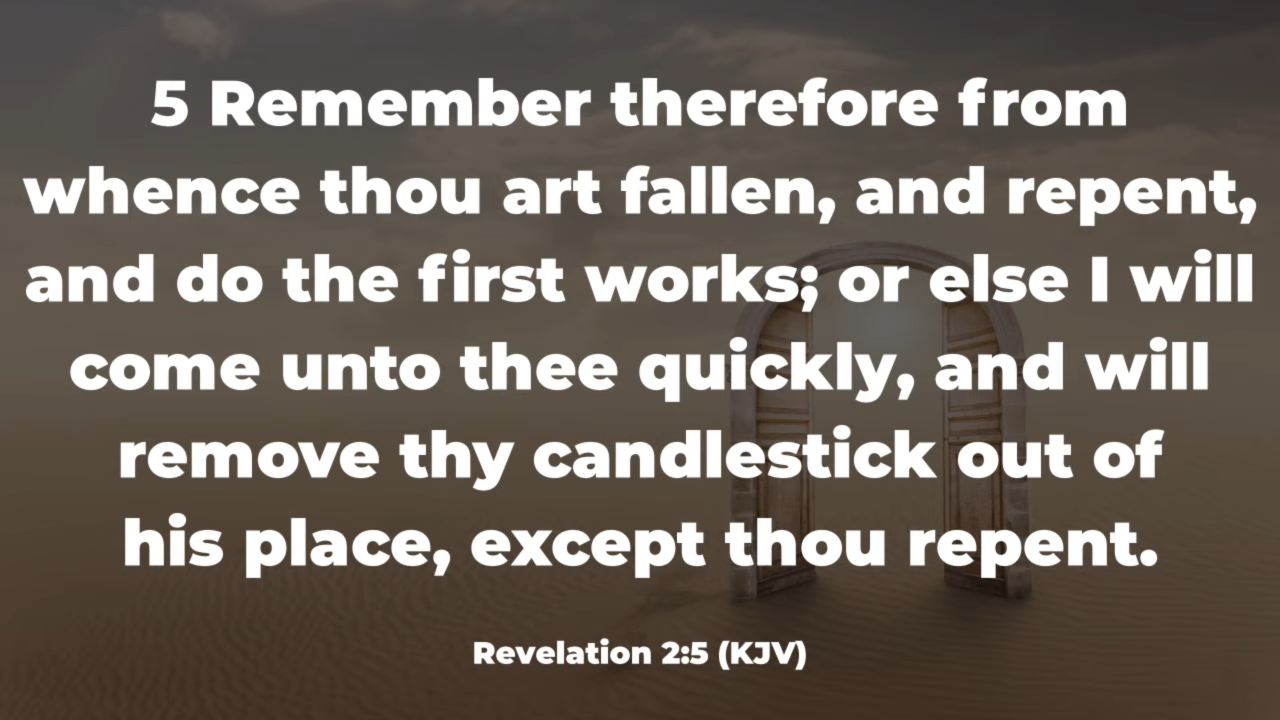 5 Remember therefore from
whence thou art fallen, and repent,
and do the first works; or else I will
come unto thee quickly, and will
remove thy candlestick out of
his place, except thou repent.
Revelation 2:5 (KJV)